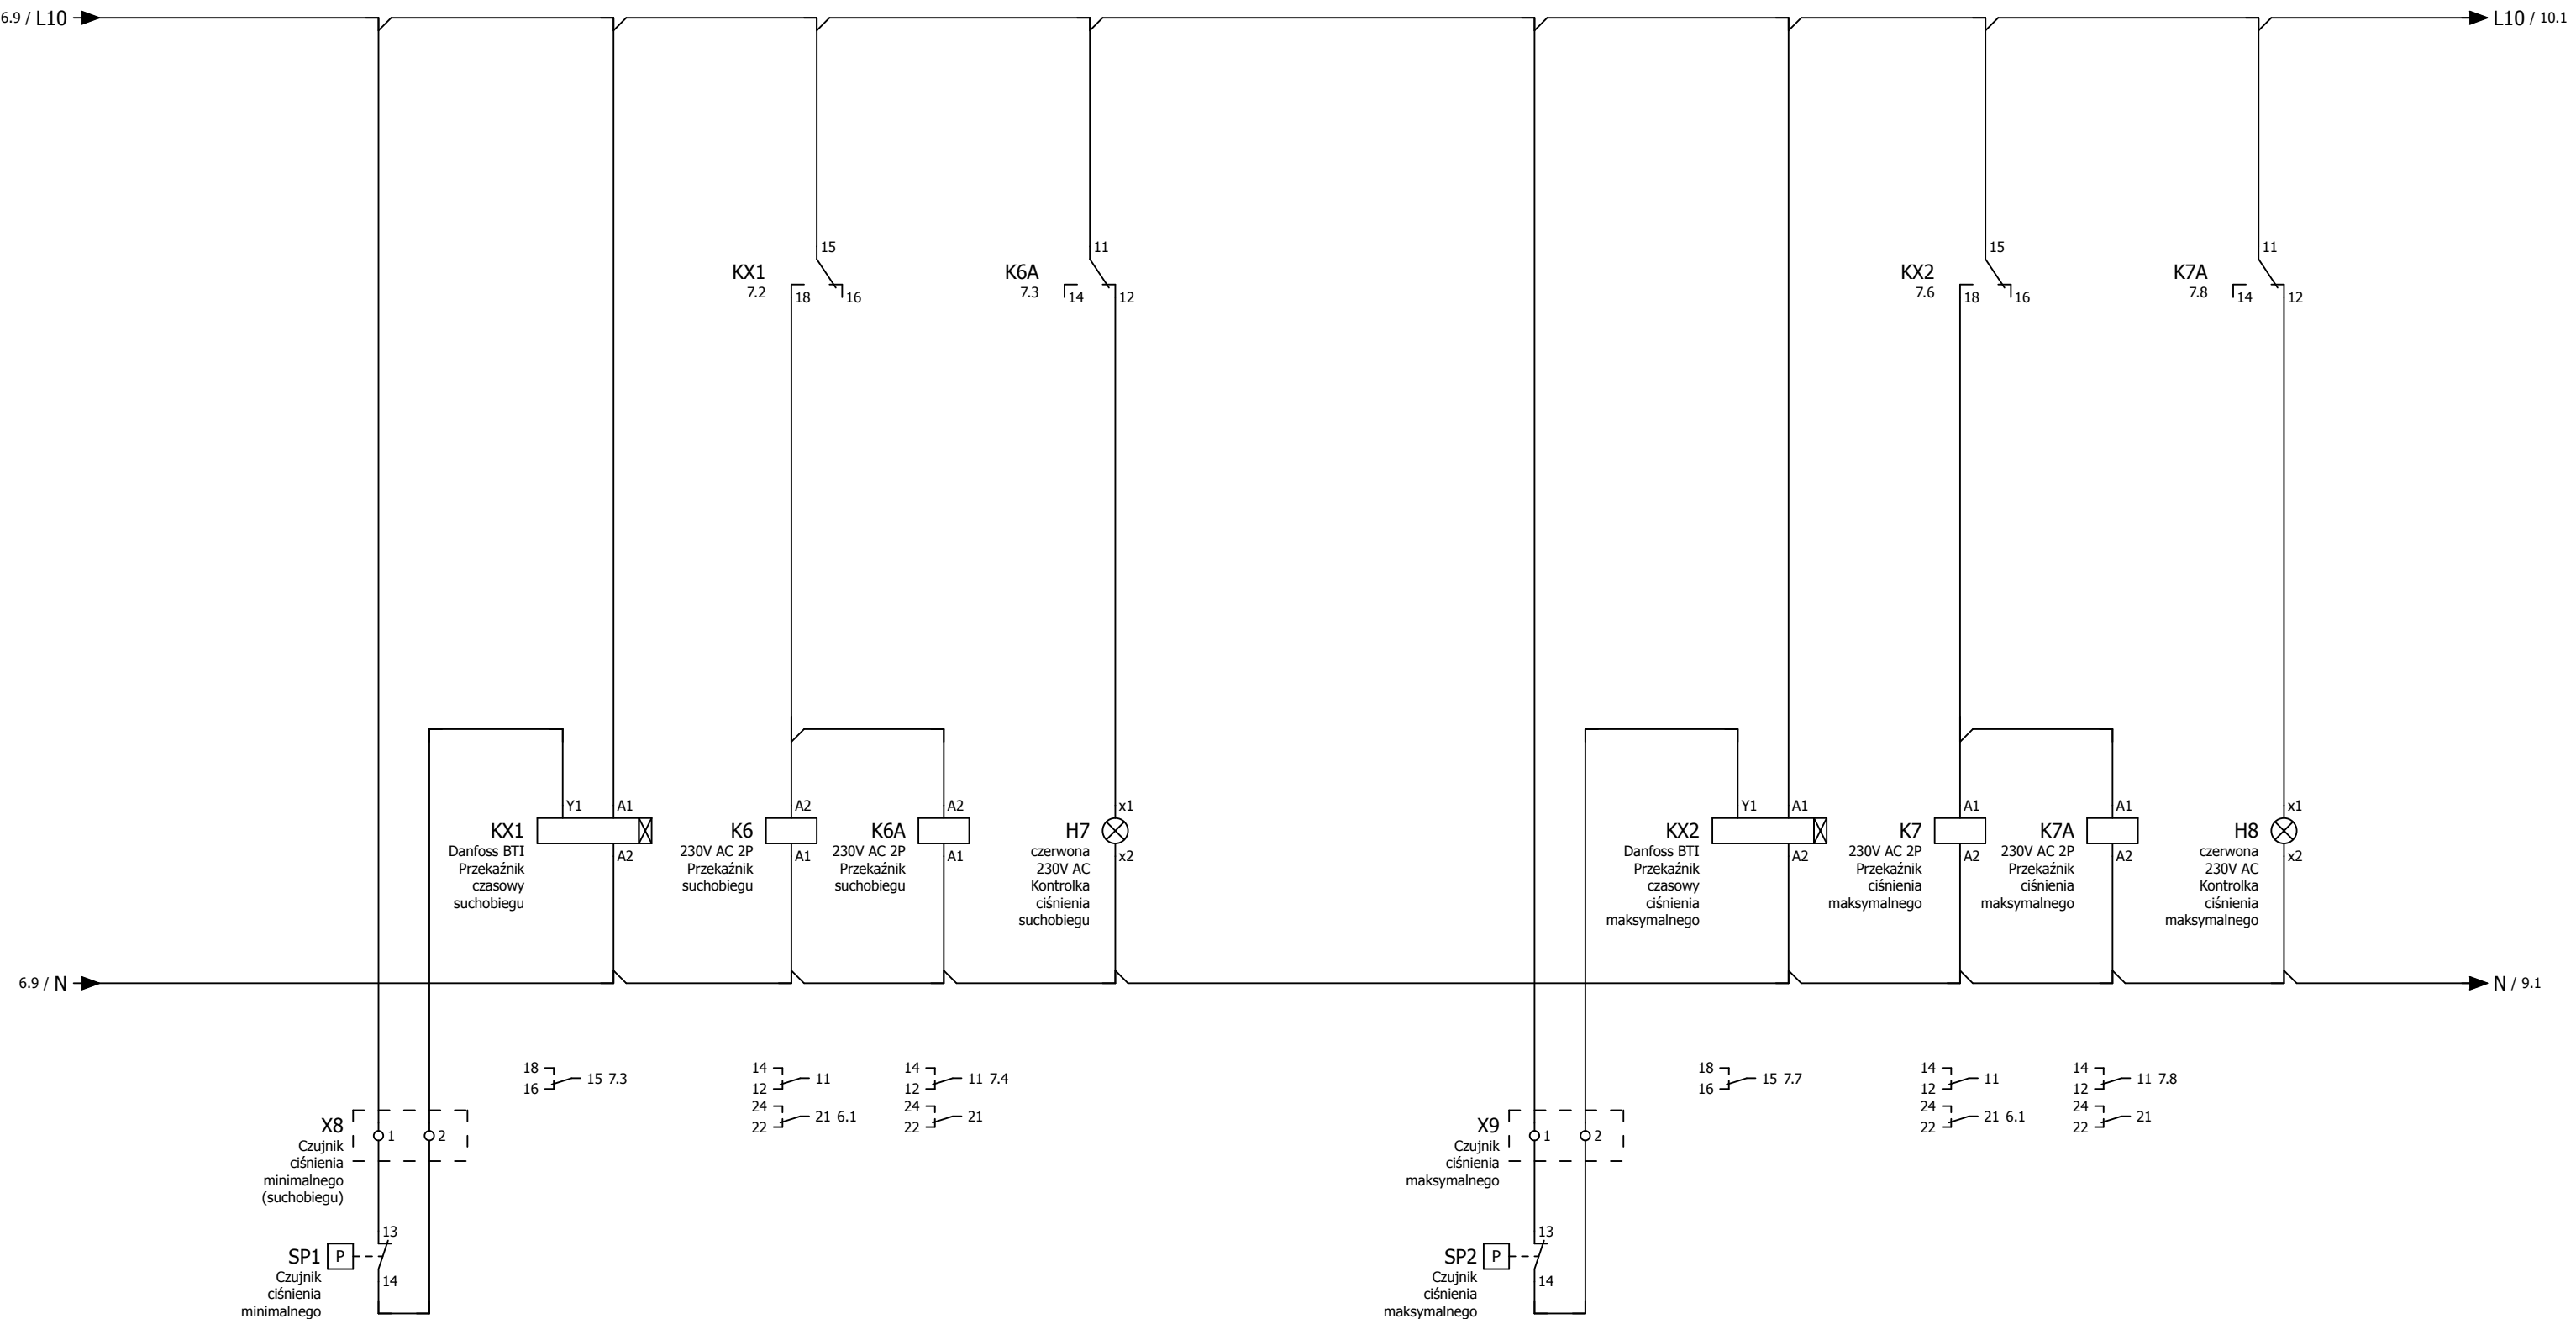 6.9 / L10
L10 / 10.1
15
KX1
7.2
18
16
11
K6A
7.3
14
12
15
KX2
7.6
18
16
11
K7A
7.8
14
12
Y1
A1
KX1
Danfoss BTI
Przekaźnik
czasowy
suchobiegu
A2
A2
K6
230V AC 2P
Przekaźnik
suchobiegu
A1
A2
K6A
230V AC 2P
Przekaźnik
suchobiegu
A1
x1
H7
czerwona
230V AC
Kontrolka
ciśnienia
suchobiegu
x2
Y1
A1
KX2
Danfoss BTI
Przekaźnik
czasowy
ciśnienia
maksymalnego
A2
A1
K7
230V AC 2P
Przekaźnik
ciśnienia
maksymalnego
A2
A1
K7A
230V AC 2P
Przekaźnik
ciśnienia
maksymalnego
A2
x1
H8
czerwona
230V AC
Kontrolka
ciśnienia
maksymalnego
x2
6.9 / N
N / 9.1
18
16
15 7.3
14
12
11
24
22
21 6.1
14
12
11 7.4
24
22
21
18
16
15 7.7
14
12
11
24
22
21 6.1
14
12
11 7.8
24
22
21
X8
Czujnik
ciśnienia
minimalnego
(suchobiegu)
1
2
13
SP1
P
Czujnik
ciśnienia
minimalnego
14
X9
Czujnik
ciśnienia
maksymalnego
1
2
13
SP2
P
Czujnik
ciśnienia
maksymalnego
14